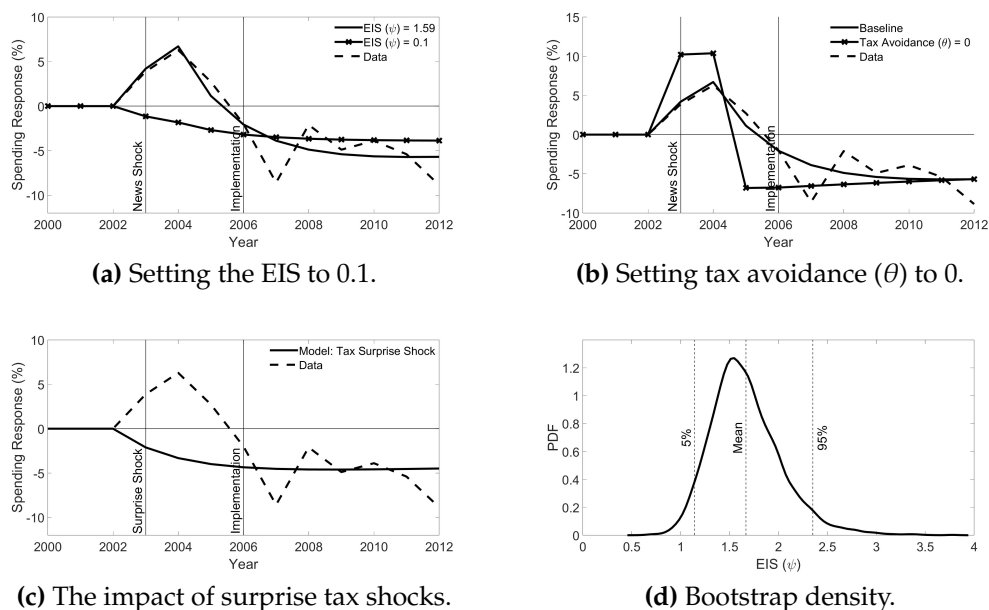 10
5
0
-5
-10
Spending Response (%)
2000 2002 2004 2006 2008 2010 2012
Year
News Shock
Implementation
EIS (ψ) = 1.59
EIS (ψ) = 0.1
Data
(a) Setting the EIS to 0.1.
15
10
5
0
-5
-10
Spending Response (%)
2000 2002 2004 2006 2008 2010 2012
Year
News Shock
Implementation
Baseline
Tax Avoidance (θ) = 0
Data
(b) Setting tax avoidance (θ) to 0.
10
5
0
-5
-10
Spending Response (%)
2000 2002 2004 2006 2008 2010 2012
Year
Surprise Shock
Implementation
Model: Tax Surprise Shock
Data
(c) The impact of surprise tax shocks.
1.2
1
0.8
0.6
0.4
0.2
0
PDF
0 0.5 1 1.5 2 2.5 3 3.5 4
EIS (ψ)
5%
Mean
95%
(d) Bootstrap density.